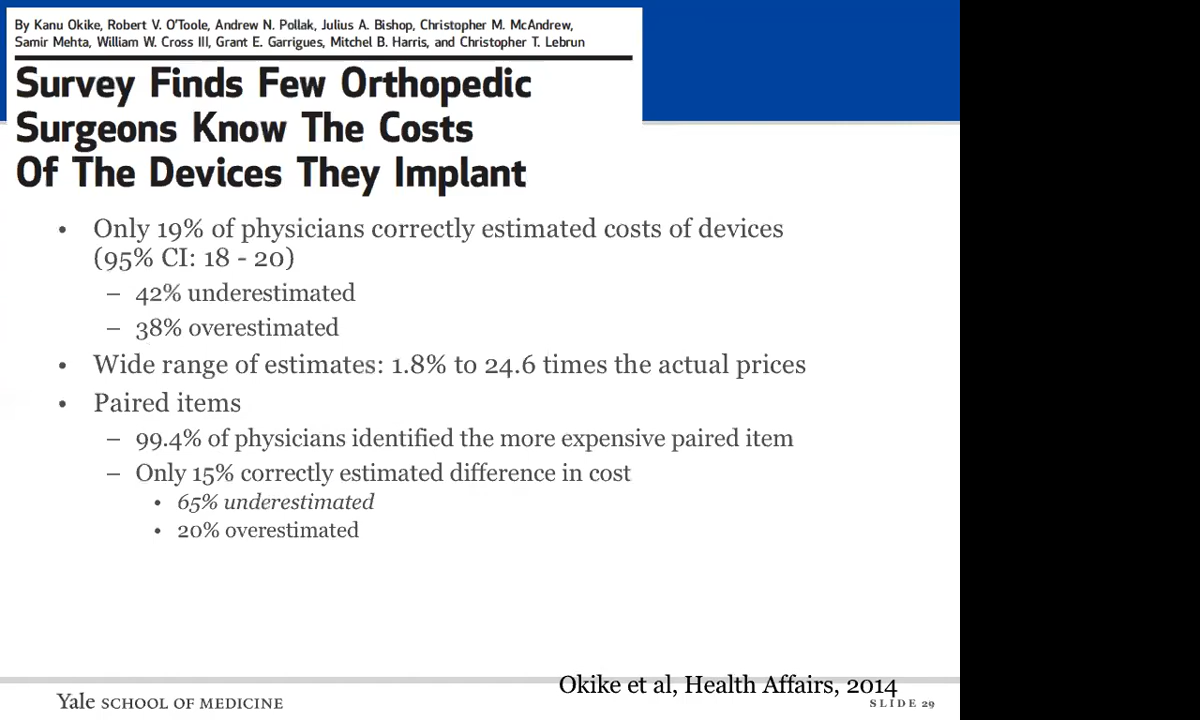 By Kanu Okike, Robert V. O'Toole, Andrew N. Pollak, Julius A. Bishop, Christopher M. McAndrew,
Samir Mehta, William W. Cross III, Grant E. Garrigues, Mitchel B. Harris, and Christopher T. Lebrun
Survey Finds Few Orthopedic
Surgeons Know The Costs
Of The Devices They Implant
• Only 19% of physicians correctly estimated costs of devices
(95% CI: 18 - 20)
– 42% underestimated
– 38% overestimated
• Wide range of estimates: 1.8% to 24.6 times the actual prices
• Paired items
– 99.4% of physicians identified the more expensive paired item
– Only 15% correctly estimated difference in cost
• 65% underestimated
• 20% overestimated
Okike et al, Health Affairs, 2014
Yale SCHOOL OF MEDICINE
SLIDE 29